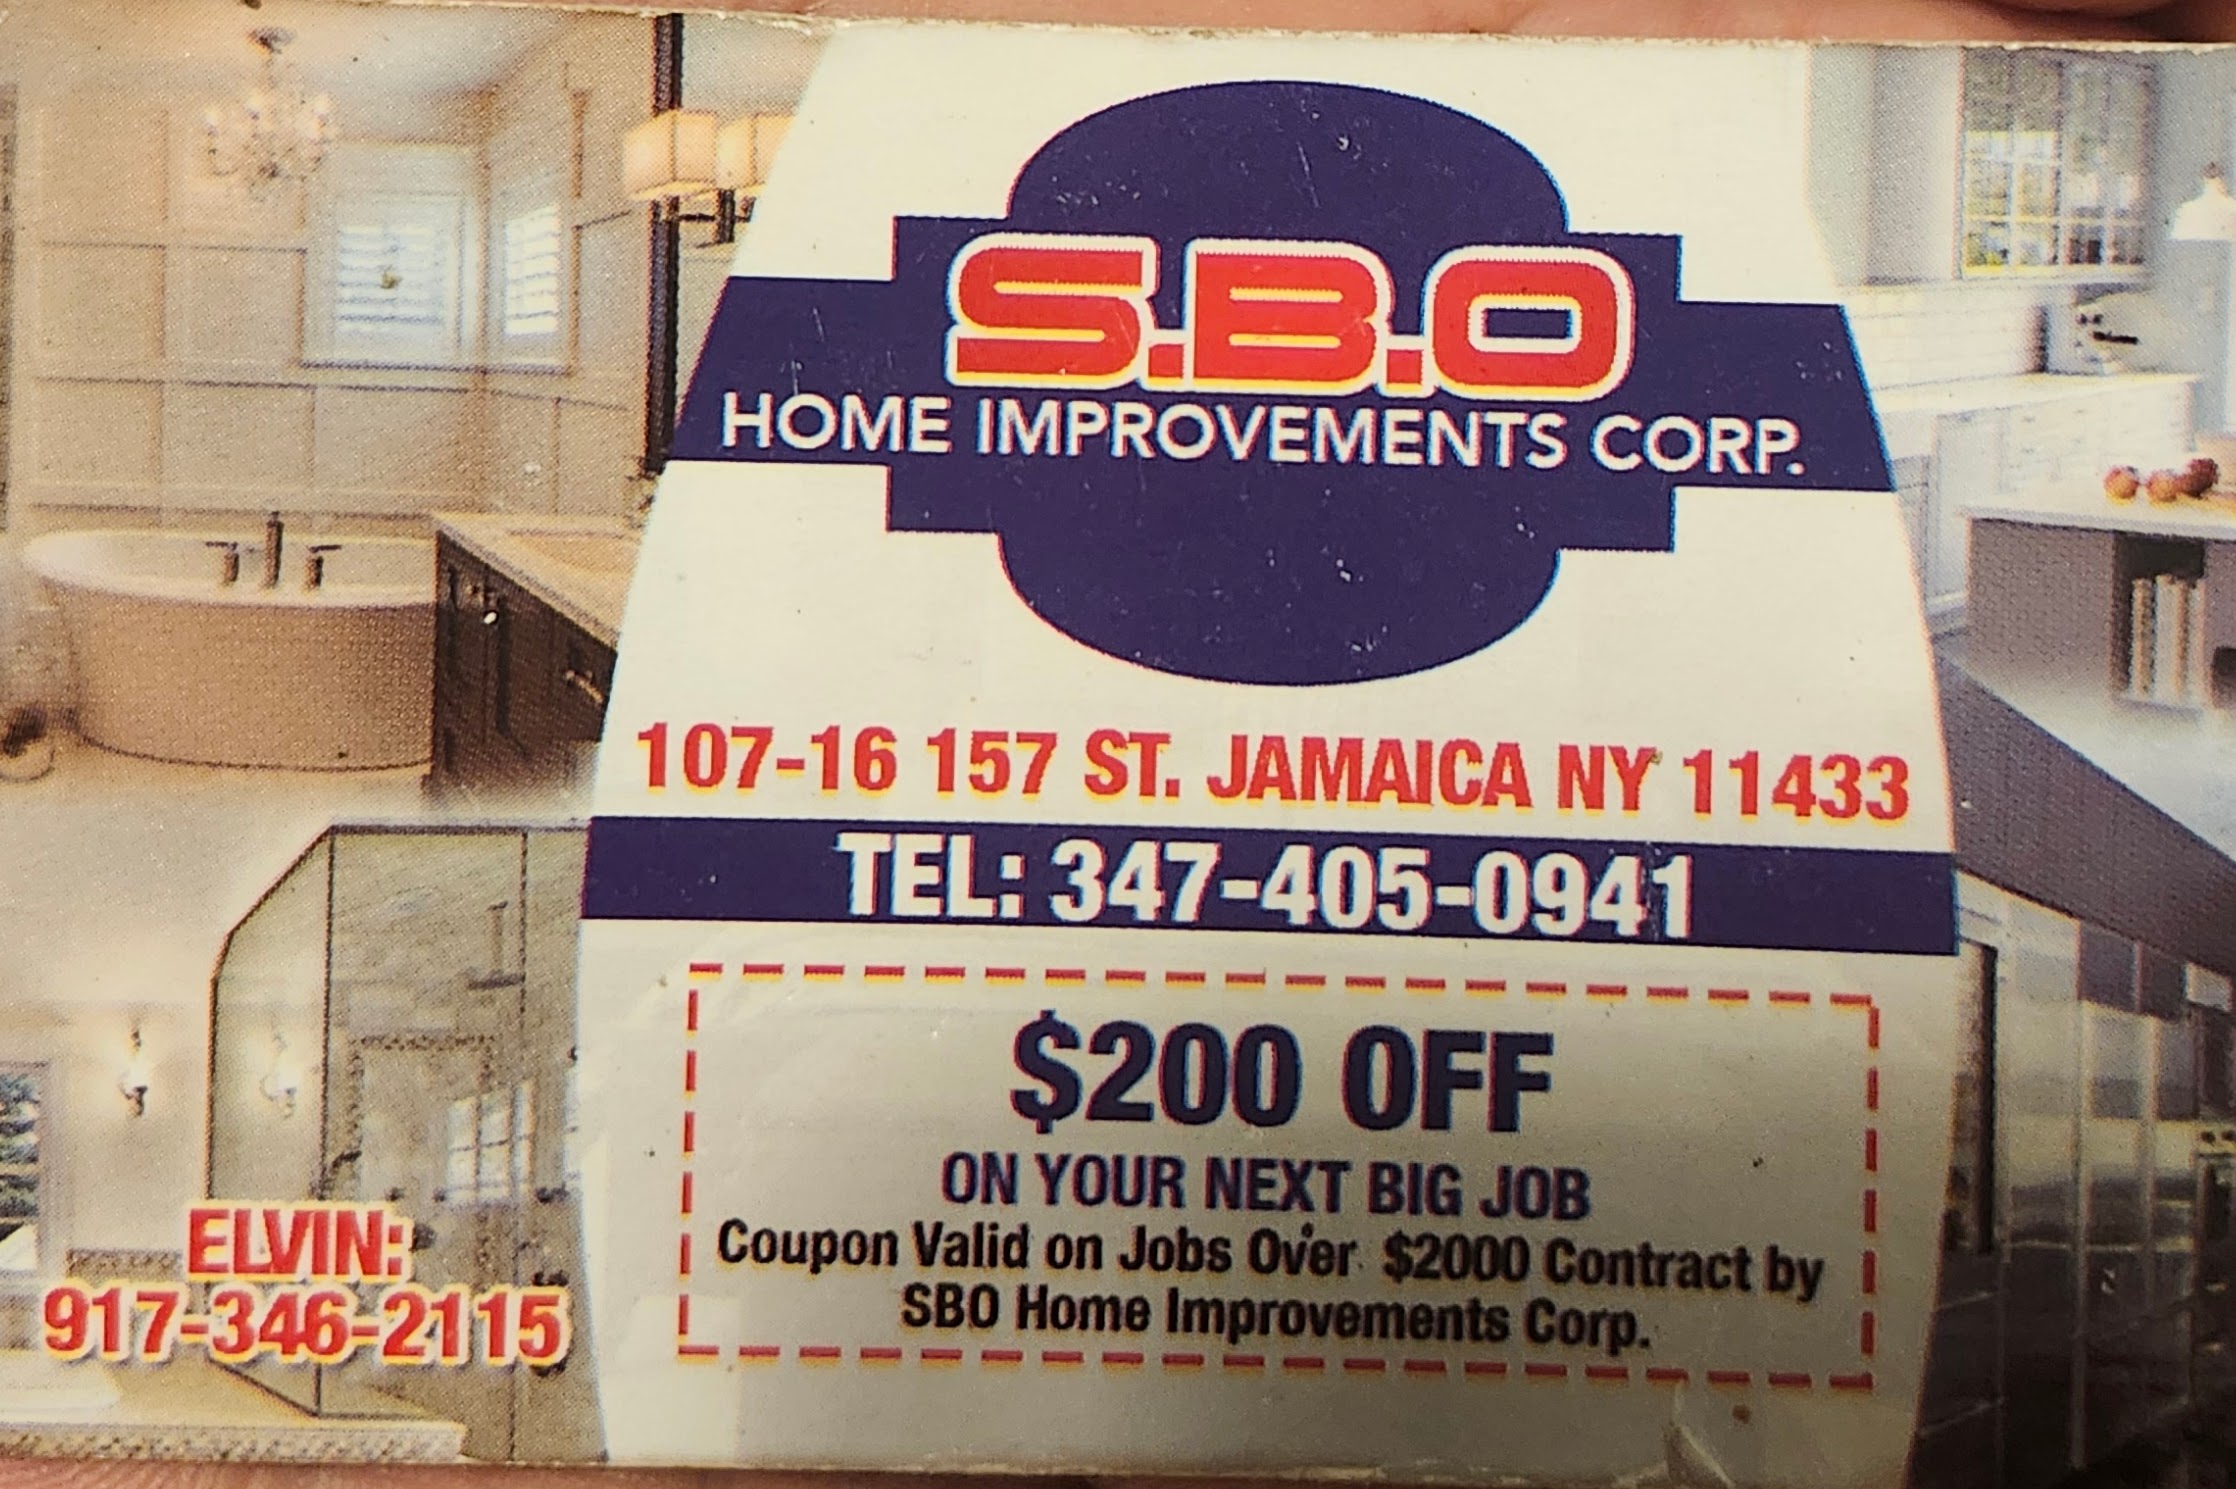 S.B.O
HOME IMPROVEMENTS CORP.
107-16 157 ST. JAMAICA NY 11433
TEL: 347-405-0941
$200 OFF
ON YOUR NEXT BIG JOB
Coupon Valid on Jobs Over $2000 Contract by
SBO Home Improvements Corp.
ELVIN:
917-346-2115